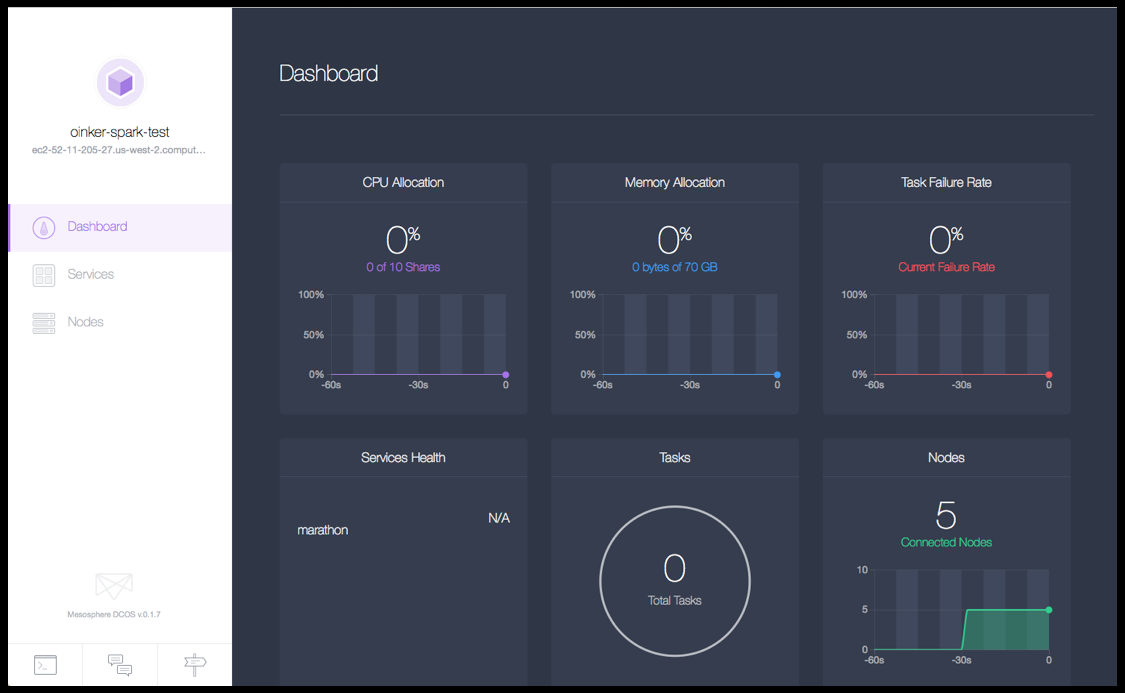 oinker-spark-test
ec2-52-11-205-27.us-west-2.comput...
Dashboard
Services
Nodes
Mesosphere DCOS v.0.1.7
Dashboard
CPU Allocation
0%
0 of 10 Shares
100%
50%
0%
-60s -30s 0
Memory Allocation
0%
0 bytes of 70 GB
100%
50%
0%
-60s -30s 0
Task Failure Rate
0%
Current Failure Rate
100%
50%
0%
-60s -30s 0
Services Health
N/A
marathon
Tasks
0
Total Tasks
Nodes
5
Connected Nodes
10
5
0
-60s -30s 0